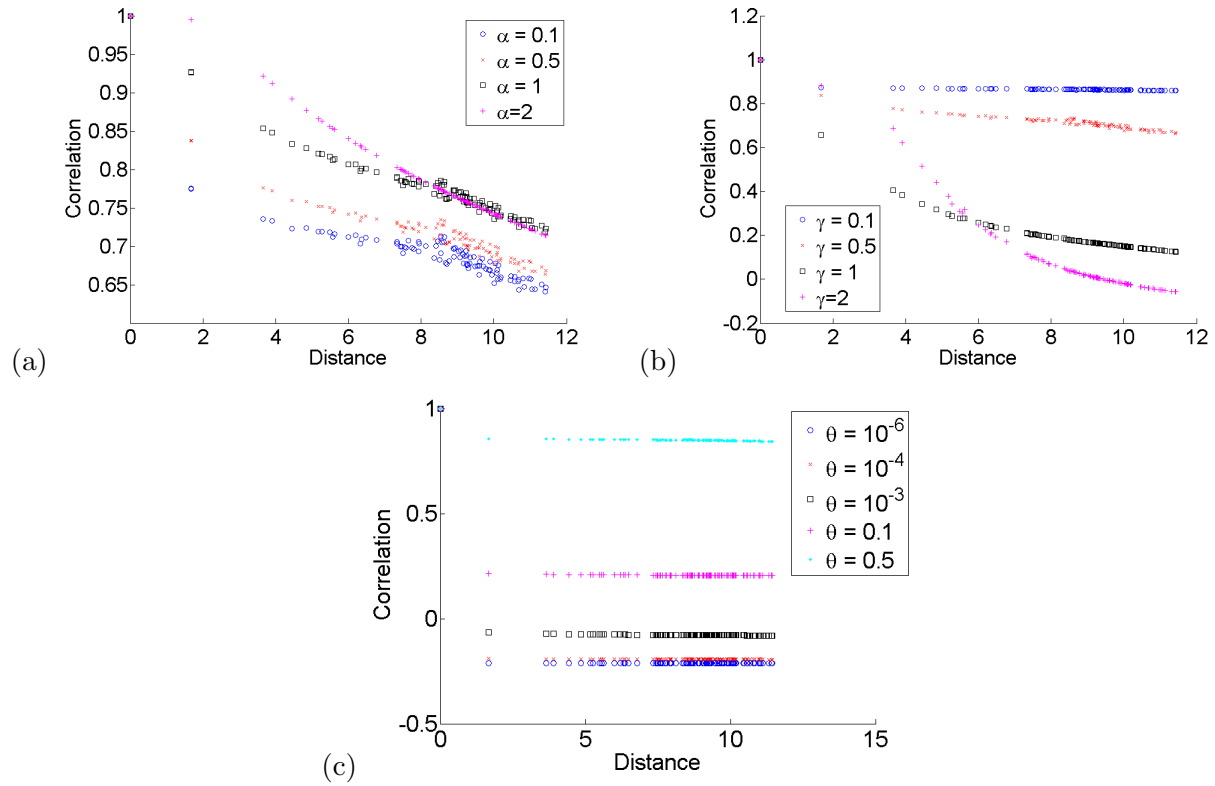 1
0.95
0.9
0.85
0.8
0.75
0.7
0.65
Correlation
0 2 4 6 8 10 12
Distance
α = 0.1
α = 0.5
α = 1
α=2
(a)
1.2
1
0.8
0.6
0.4
0.2
0
-0.2
Correlation
0 2 4 6 8 10 12
Distance
γ = 0.1
γ = 0.5
γ = 1
γ=2
(b)
1
0.5
0
-0.5
Correlation
0 5 10 15
Distance
θ = 10⁻⁶
θ = 10⁻⁴
θ = 10⁻³
θ = 0.1
θ = 0.5
(c)